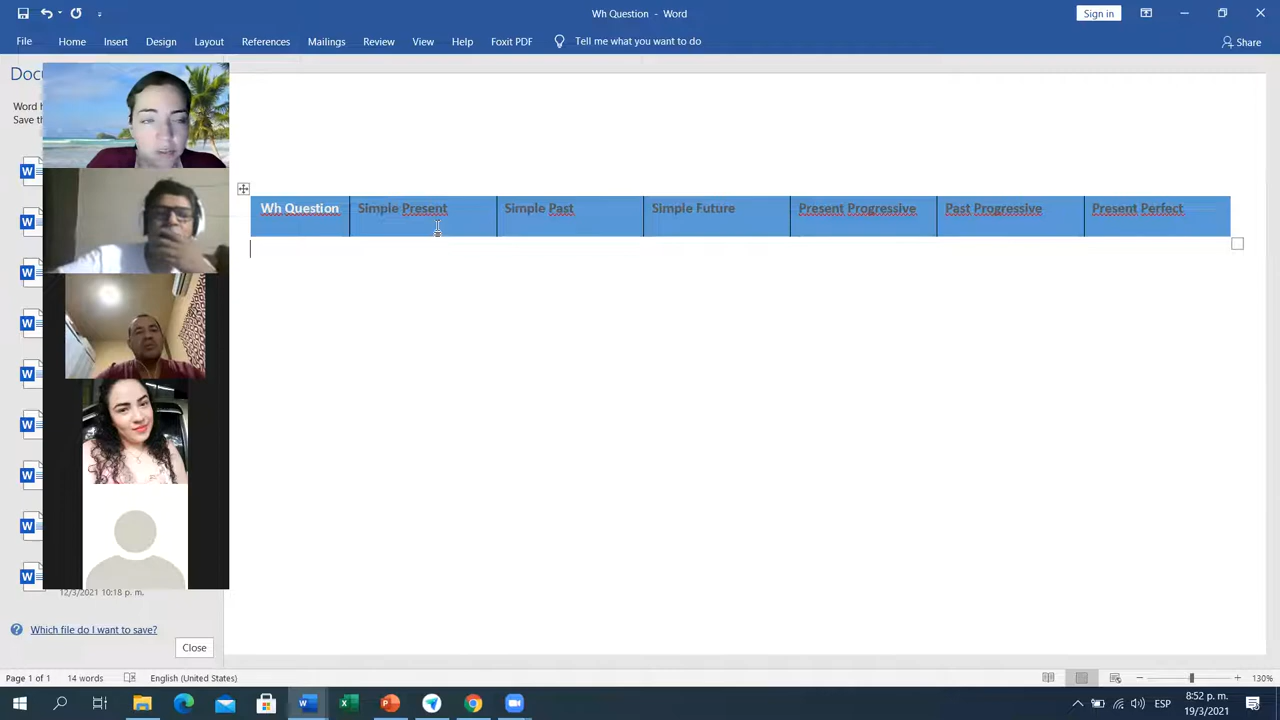 Wh Question - Word
Sign in
File Home Insert Design Layout References Mailings Review View Help Foxit PDF Tell me what you want to do Share
Word
Save
Wh Question Simple Present Simple Past Simple Future Present Progressive Past Progressive Present Perfect
12/3/2021 10:18 p. m.
Which file do I want to save?
Close
Page 1 of 1 14 words English (United States) 130%
ESP
8:52 p. m.
19/3/2021